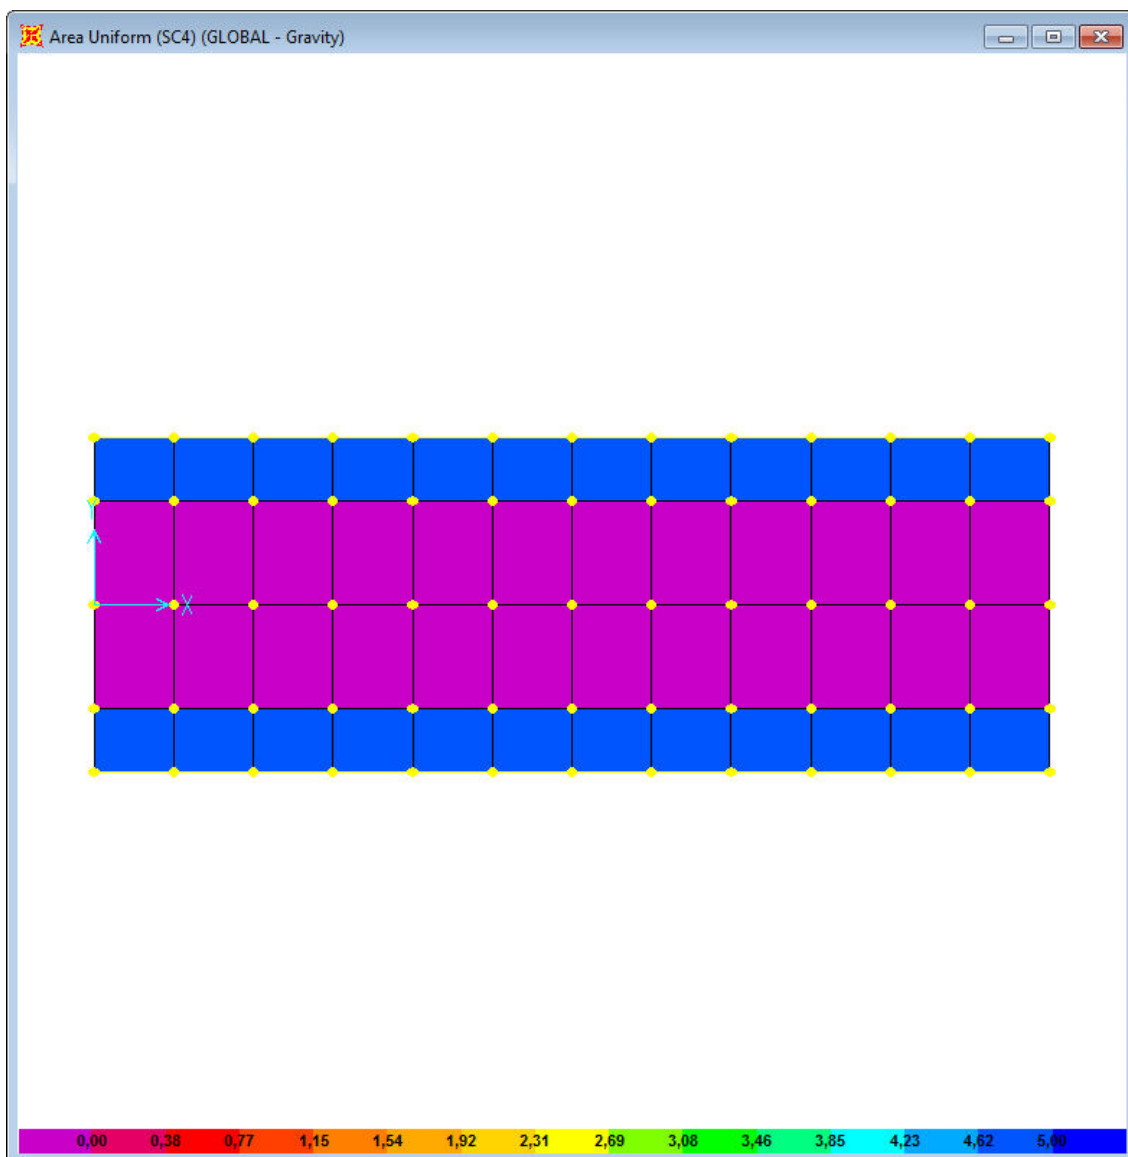 Area Uniform (SC4) (GLOBAL - Gravity)
Y
X
0,00 0,38 0,77 1,15 1,54 1,92 2,31 2,69 3,08 3,46 3,85 4,23 4,62 5,00